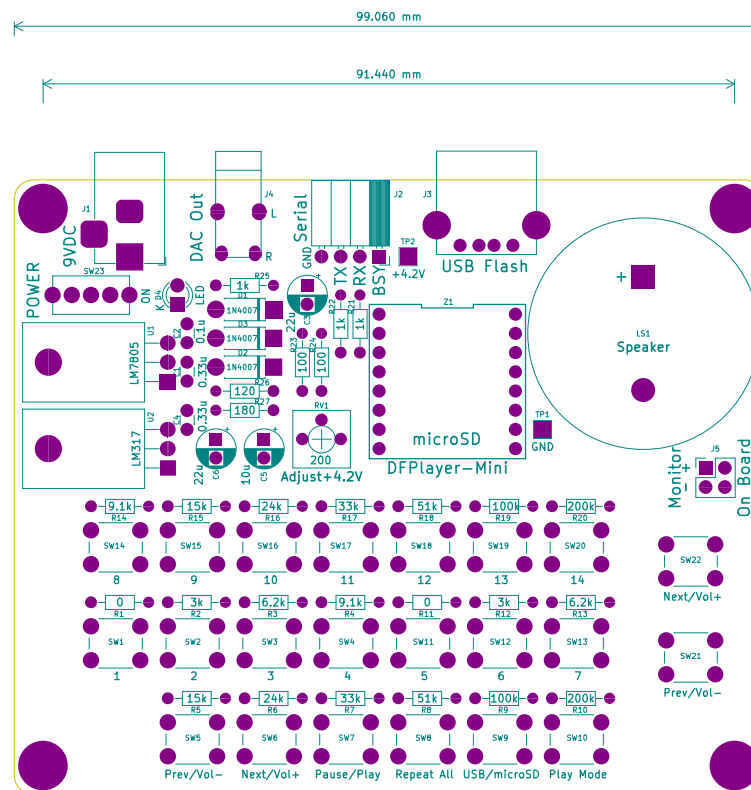 99.060 mm
91.440 mm
J1
9VDC
DAC Out
J4
L
R
Serial
J2
GND
TX
RX
BSY
TP2
+4.2V
J3
USB Flash
POWER
SW23
ON
D4
K
LED
R25
1k
D1
1N4007
D3
1N4007
D2
1N4007
R26
120
R27
180
+
22u
C3
R22
1k
R21
1k
R23
100
R24
100
Z1
microSD
DFPlayer-Mini
+
LS1
Speaker
TP1
GND
U1
LM7805
C2
0.1u
C1
0.33u
U2
LM317
C4
0.33u
+
22u
C6
+
10u
C5
RV1
200
Adjust+4.2V
Monitor
J5
+
-
On Board
9.1k 15k 24k 33k 51k 100k 200k
R14 R15 R16 R17 R18 R19 R20
SW14 SW15 SW16 SW17 SW18 SW19 SW20
8 9 10 11 12 13 14
SW22
Next/Vol+
0 3k 6.2k 9.1k 0 3k 6.2k
R1 R2 R3 R4 R11 R12 R13
SW1 SW2 SW3 SW4 SW11 SW12 SW13
1 2 3 4 5 6 7
SW21
Prev/Vol-
15k 24k 33k 51k 100k 200k
R5 R6 R7 R8 R9 R10
SW5 SW6 SW7 SW8 SW9 SW10
Prev/Vol- Next/Vol+ Pause/Play Repeat All USB/microSD Play Mode